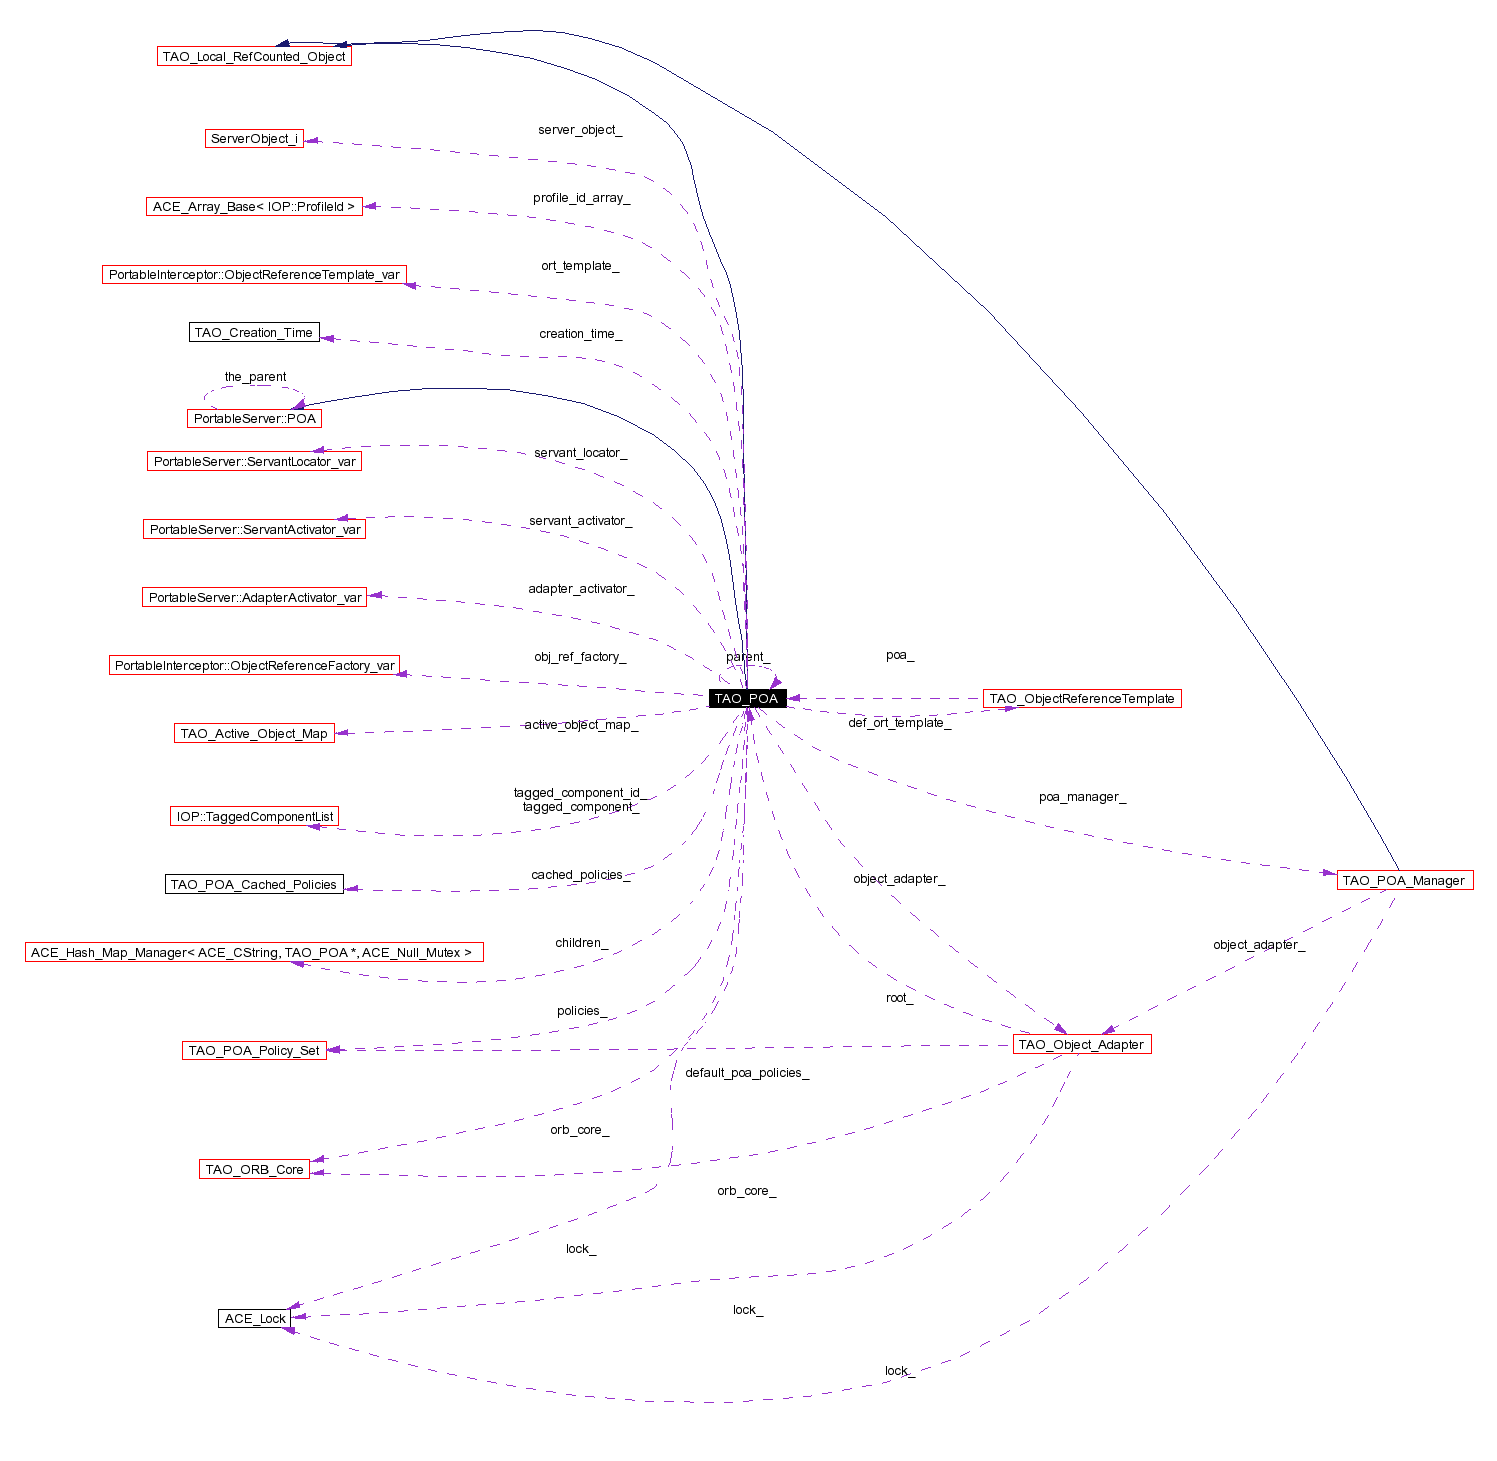 TAO_Local_RefCounted_Object
server_object_
ServerObject_i
profile_id_array_
ACE_Array_Base< IOP::ProfileId >
ort_template_
PortableInterceptor::ObjectReferenceTemplate_var
creation_time_
TAO_Creation_Time
the_parent
PortableServer::POA
servant_locator_
PortableServer::ServantLocator_var
servant_activator_
PortableServer::ServantActivator_var
adapter_activator_
PortableServer::AdapterActivator_var
obj_ref_factory_
parent_
poa_
PortableInterceptor::ObjectReferenceFactory_var
TAO_POA
TAO_ObjectReferenceTemplate
active_object_map_
def_ort_template_
TAO_Active_Object_Map
tagged_component_id_
tagged_component_
poa_manager_
IOP::TaggedComponentList
cached_policies_
object_adapter_
TAO_POA_Manager
TAO_POA_Cached_Policies
children_
object_adapter_
ACE_Hash_Map_Manager< ACE_CString, TAO_POA *, ACE_Null_Mutex >
root_
policies_
TAO_POA_Policy_Set
TAO_Object_Adapter
default_poa_policies_
orb_core_
TAO_ORB_Core
orb_core_
lock_
lock_
ACE_Lock
lock_